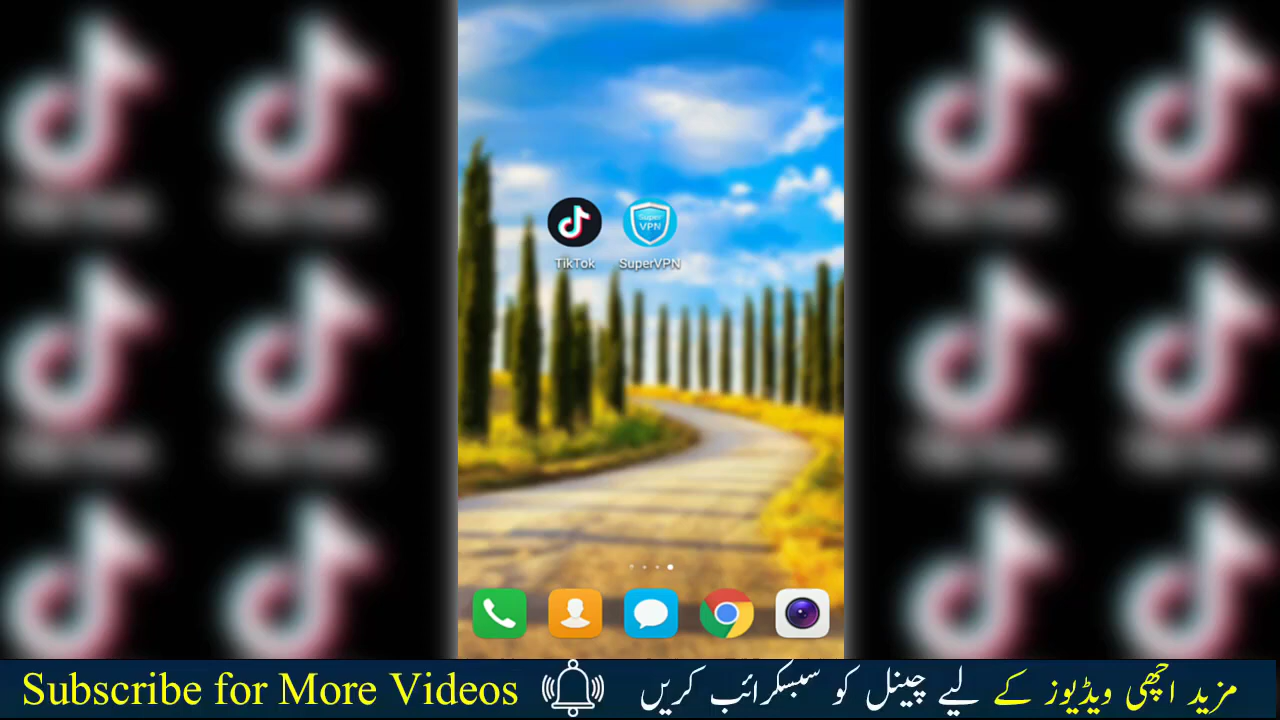 TikTok
SuperVPN
Super
VPN
Subscribe for More Videos
مزید اچھی ویڈیوز کے لیے چینل کو سبسکرائب کریں